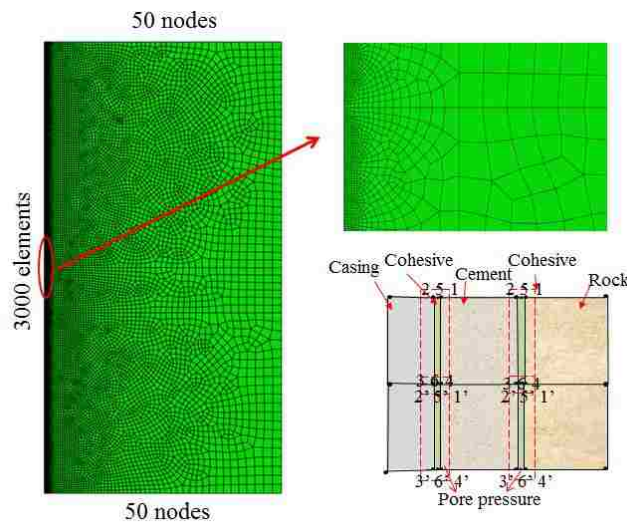 50 nodes
3000 elements
50 nodes
Cohesive
Cohesive
Casing
Cement
Rock
2 5 1
2 5 1
3 6 4
3 6 4
2’ 5’ 1’
2’ 5’ 1’
3’ 6’ 4’
3’ 6’ 4’
Pore pressure